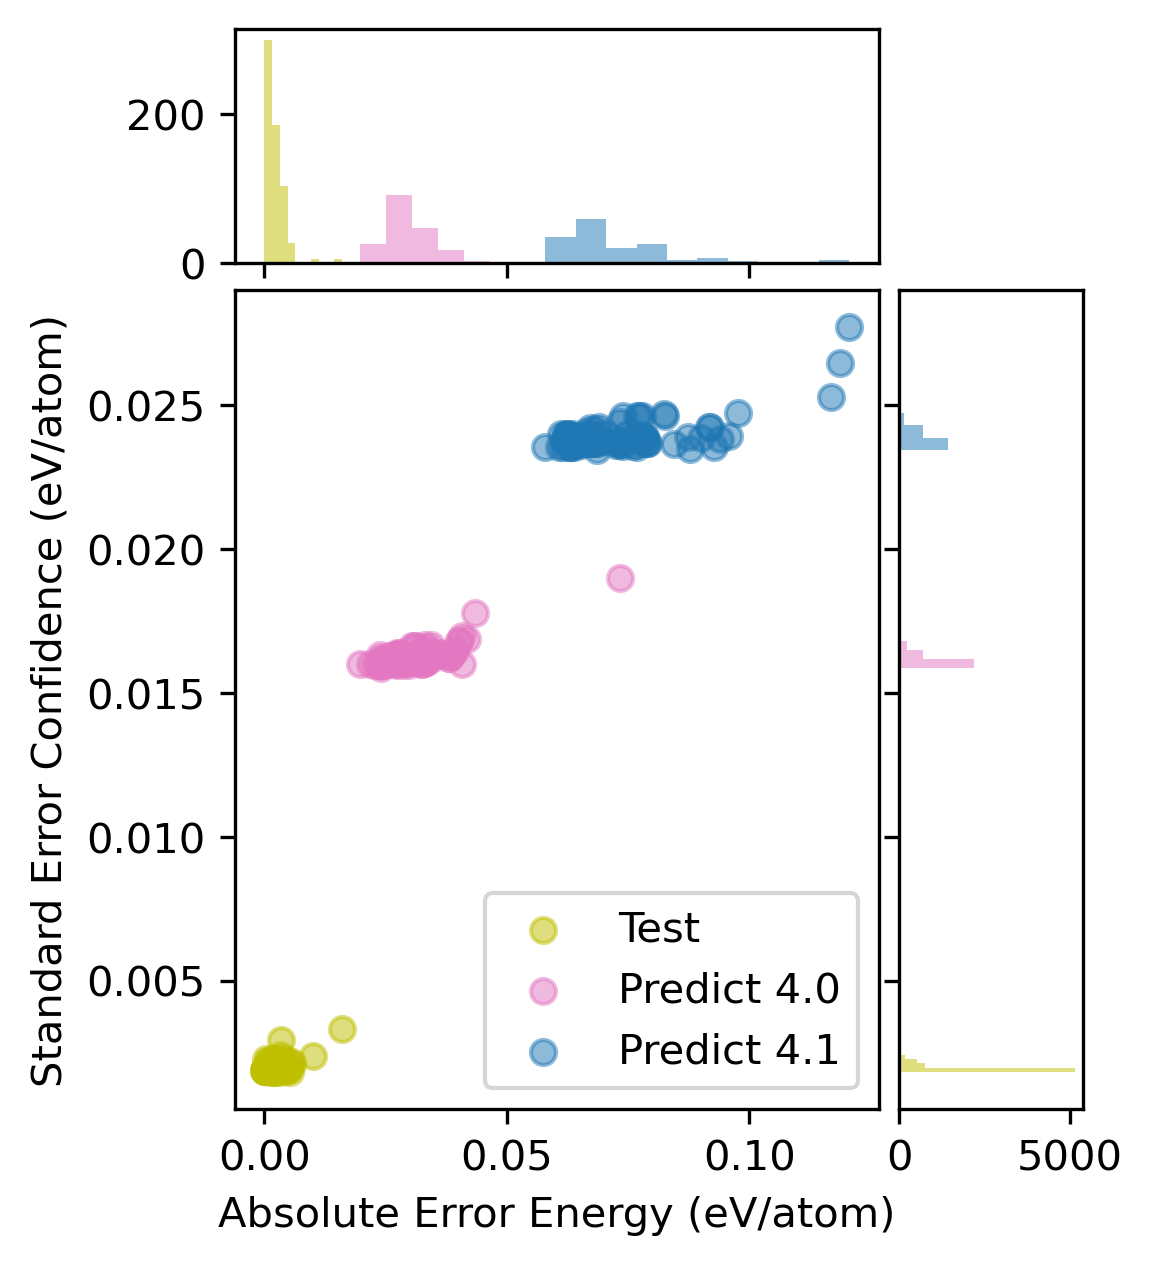 200
0
Standard Error Confidence (eV/atom)
0.025
0.020
0.015
0.010
0.005
Test
Predict 4.0
Predict 4.1
0.00
0.05
0.10
0
5000
Absolute Error Energy (eV/atom)